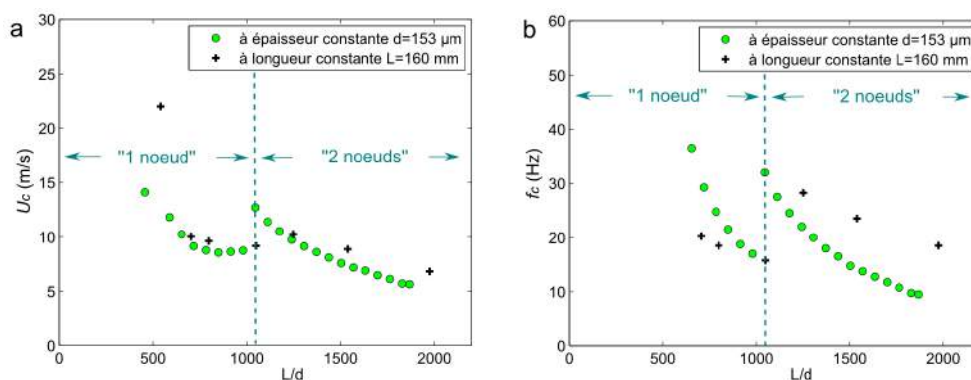 a
30
25
20
15
10
5
0
0 500 1000 1500 2000
Uc (m/s)
L/d
à épaisseur constante d=153 µm
à longueur constante L=160 mm
"1 noeud"
"2 noeuds"
b
60
50
40
30
20
10
0
0 500 1000 1500 2000
fc (Hz)
L/d
à épaisseur constante d=153 µm
à longueur constante L=160 mm
"1 noeud"
"2 noeuds"